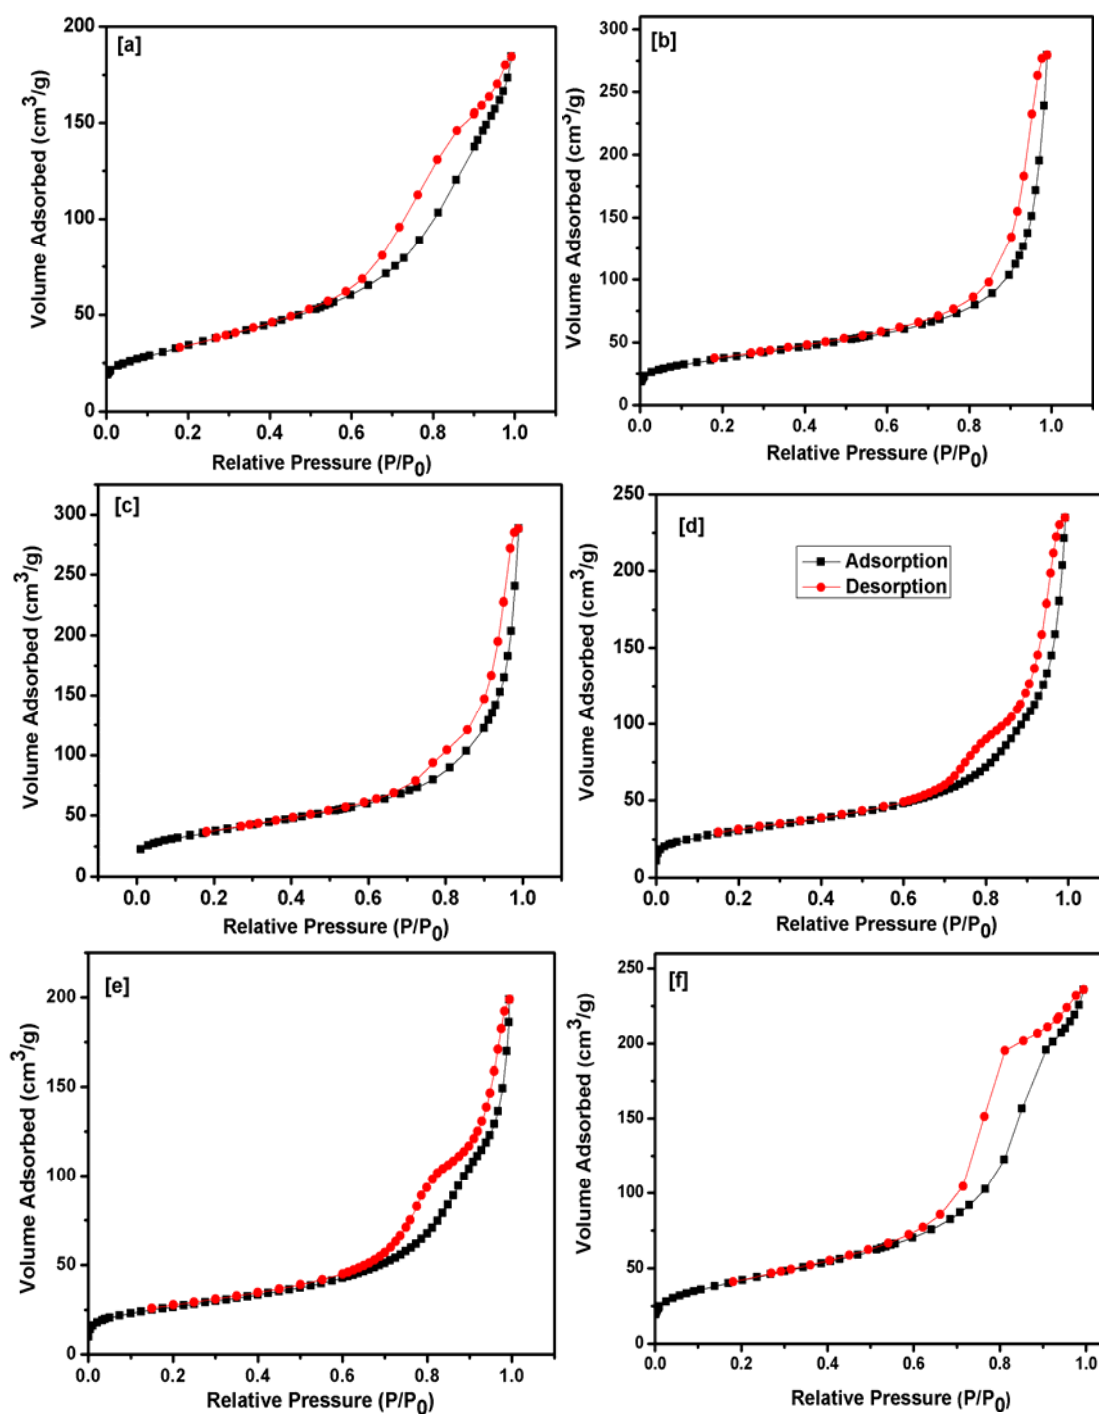 [a]
200
150
100
50
0
Volume Adsorbed (cm³/g)
0.0 0.2 0.4 0.6 0.8 1.0
Relative Pressure (P/P₀)
[b]
300
250
200
150
100
50
0
Volume Adsorbed (cm³/g)
0.0 0.2 0.4 0.6 0.8 1.0
Relative Pressure (P/P₀)
[c]
300
250
200
150
100
50
0
Volume Adsorbed (cm³/g)
0.0 0.2 0.4 0.6 0.8 1.0
Relative Pressure (P/P₀)
[d]
250
200
150
100
50
0
Volume Adsorbed (cm³/g)
Adsorption
Desorption
0.0 0.2 0.4 0.6 0.8 1.0
Relative Pressure (P/P₀)
[e]
200
150
100
50
0
Volume Adsorbed (cm³/g)
0.0 0.2 0.4 0.6 0.8 1.0
Relative Pressure (P/P₀)
[f]
250
200
150
100
50
0
Volume Adsorbed (cm³/g)
0.0 0.2 0.4 0.6 0.8 1.0
Relative Pressure (P/P₀)